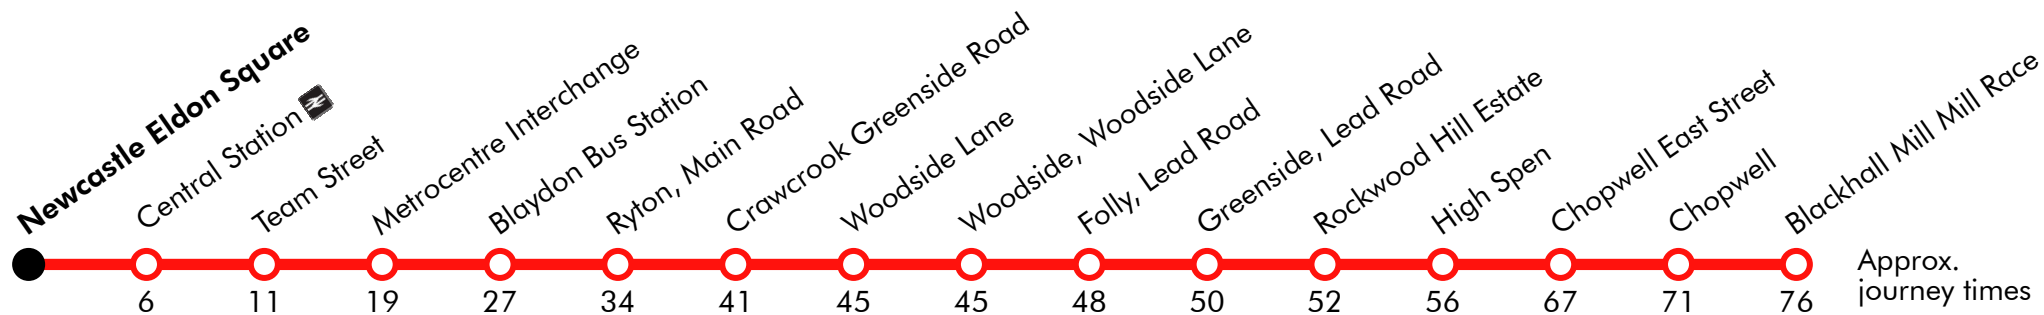 Newcastle Eldon Square
Central Station
Team Street
Metrocentre Interchange
Blaydon Bus Station
Ryton, Main Road
Crawcrook Greenside Road
Woodside Lane
Woodside, Woodside Lane
Folly, Lead Road
Greenside, Lead Road
Rockwood Hill Estate
High Spen
Chopwell East Street
Chopwell
Blackhall Mill Mill Race
6 11 19 27 34 41 45 45 48 50 52 56 67 71 76
Approx.
journey times